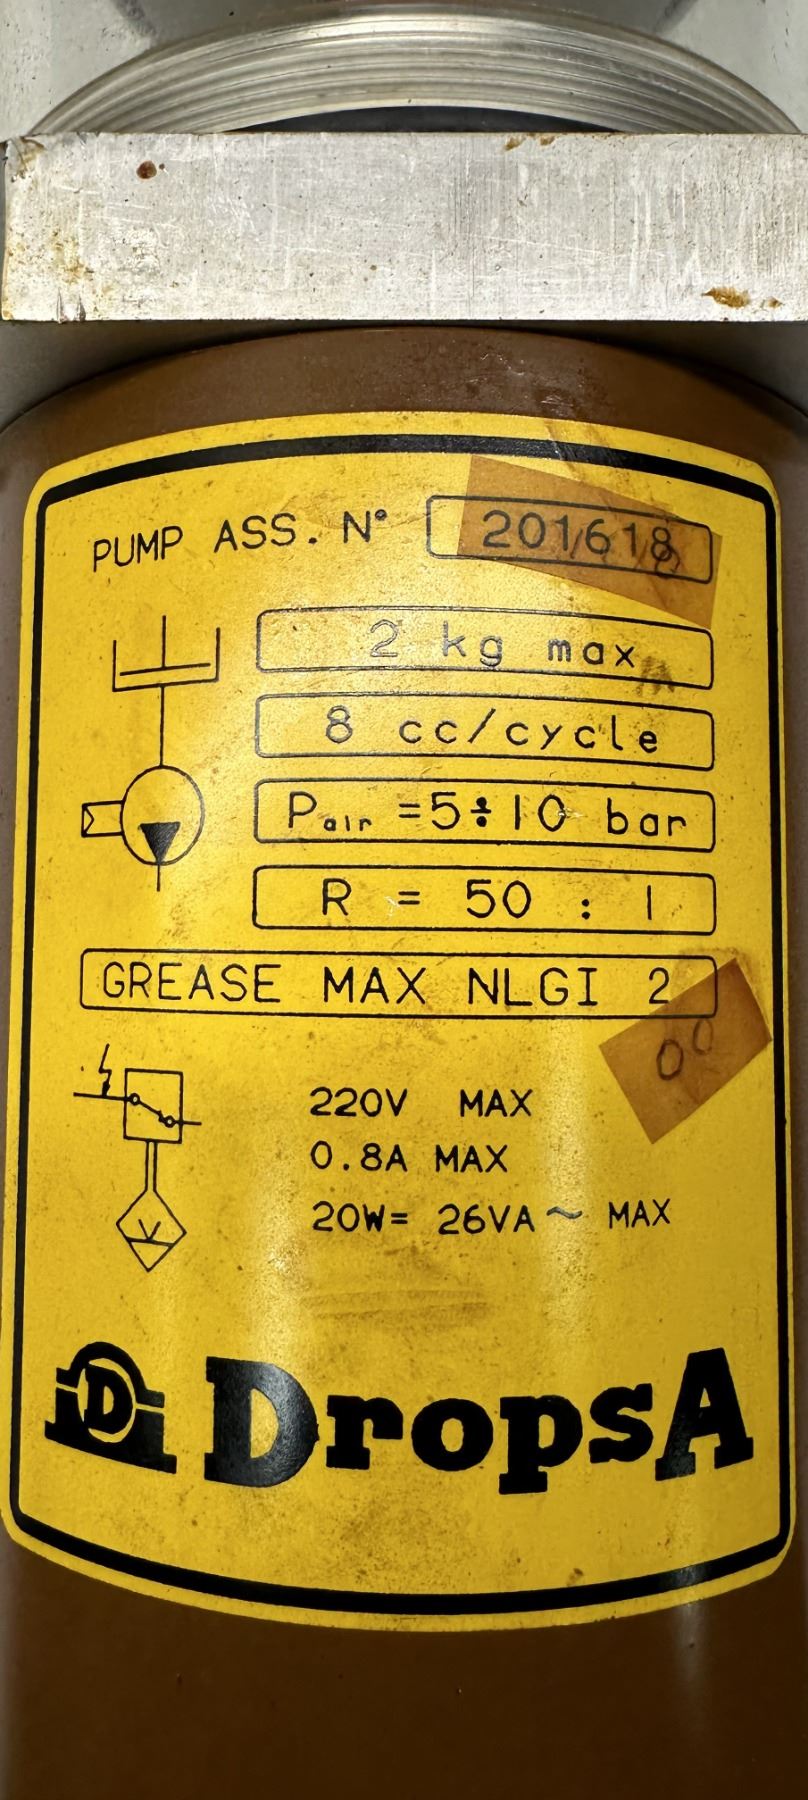 PUMP ASS. N° 201618
2 kg max
8 cc/cycle
Pair =5÷10 bar
R = 50 : 1
GREASE MAX NLGI 2
00
220V MAX
0.8A MAX
20W= 26VA~ MAX
D DropsA